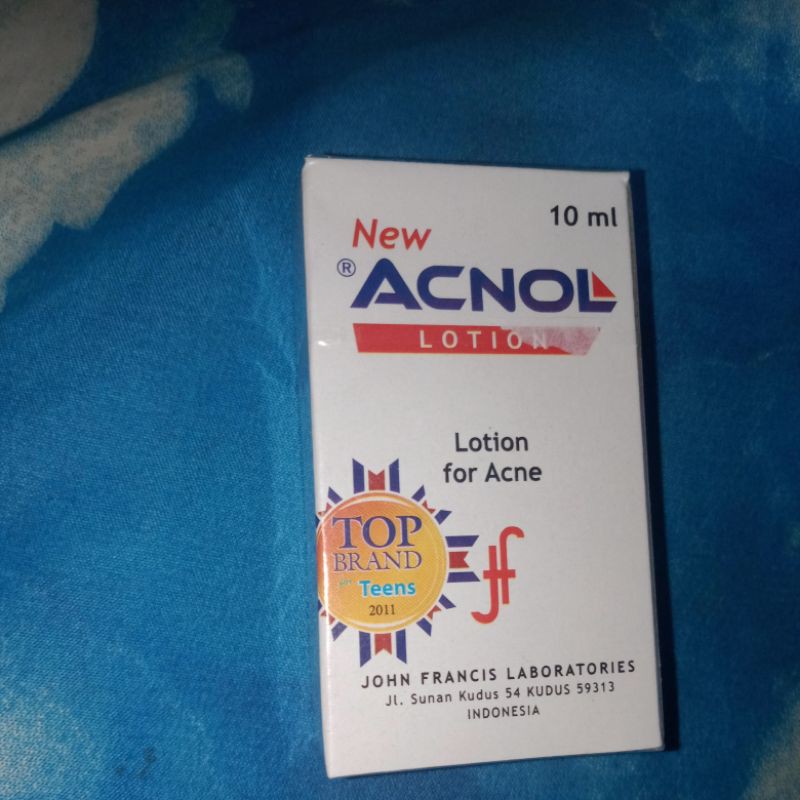 10 ml
New
® ACNOL
LOTION
Lotion
for Acne
TOP
BRAND
Teens
2011
JOHN FRANCIS LABORATORIES
Jl. Sunan Kudus 54 KUDUS 59313
INDONESIA